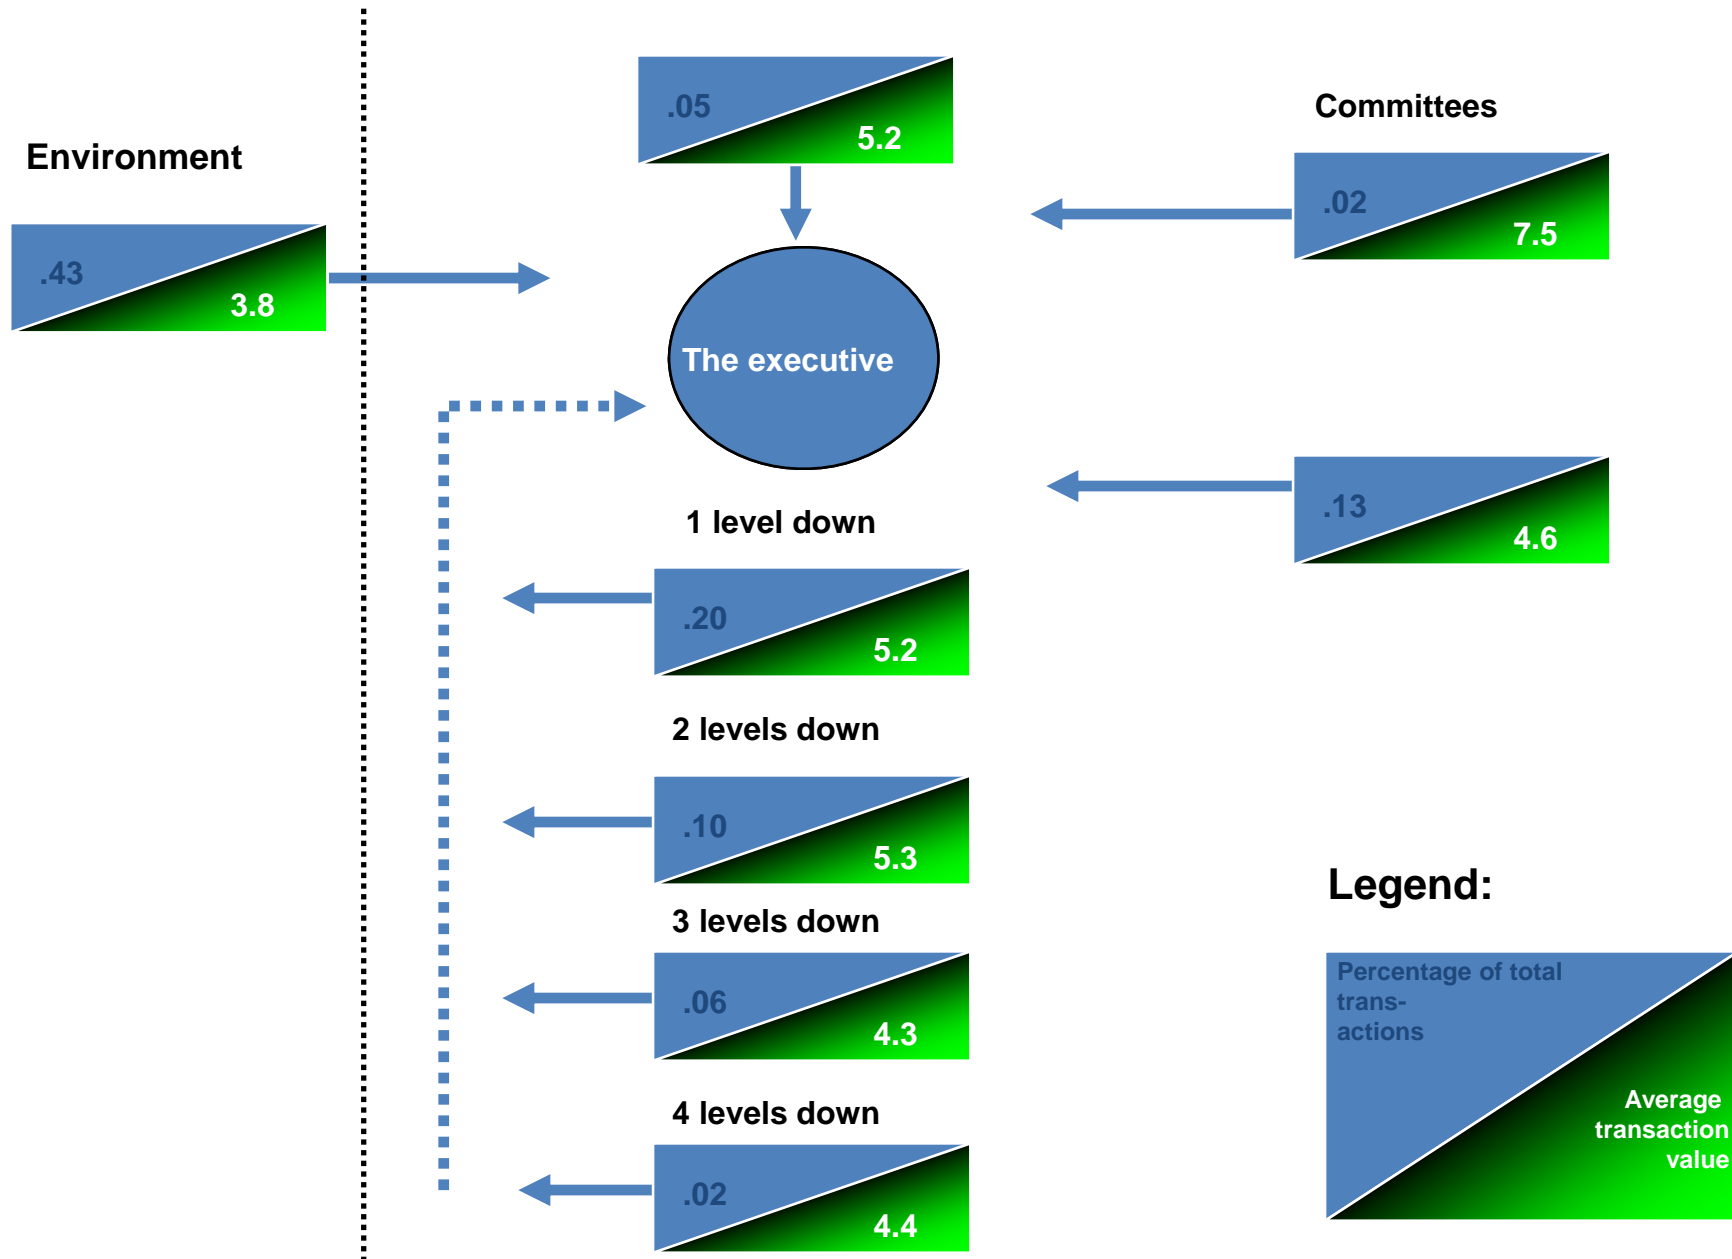 .05
5.2
Committees
Environment
.02
7.5
.43
3.8
The executive
.13
4.6
1 level down
.20
5.2
2 levels down
.10
5.3
3 levels down
.06
4.3
4 levels down
.02
4.4
Legend:
Percentage of total
trans-
actions
Average
transaction
value